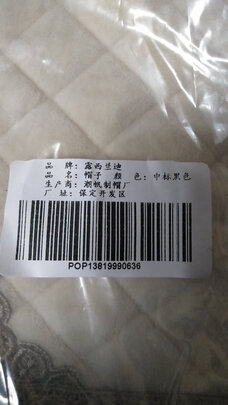 品 牌: 露西兰迪
品 名: 帽子 颜 色: 中标黑色
生产商: 潮帆制帽厂
厂 址: 保定开发区
POP13819990636